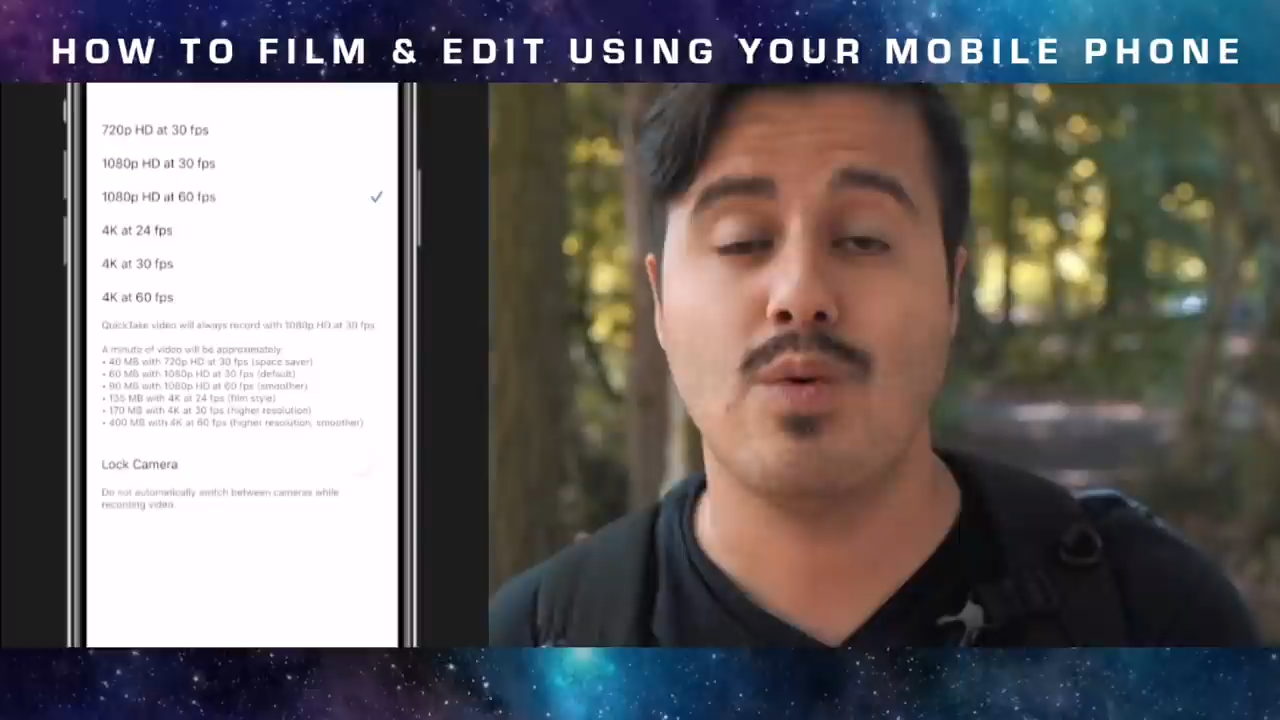 HOW TO FILM & EDIT USING YOUR MOBILE PHONE
720p HD at 30 fps
1080p HD at 30 fps
1080p HD at 60 fps
4K at 24 fps
4K at 30 fps
4K at 60 fps
QuickTake video will always record with 1080p HD at 30 fps
A minute of video will be approximately:
• 40 MB with 720p HD at 30 fps (space saver)
• 60 MB with 1080p HD at 30 fps (default)
• 90 MB with 1080p HD at 60 fps (smoother)
• 135 MB with 4K at 24 fps (film style)
• 170 MB with 4K at 30 fps (higher resolution)
• 400 MB with 4K at 60 fps (higher resolution, smoother)
Lock Camera
Do not automatically switch between cameras while
recording video